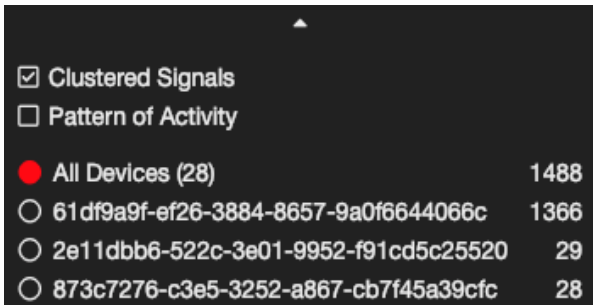 Clustered Signals
Pattern of Activity
All Devices (28) 1488
61df9a9f-ef26-3884-8657-9a0f6644066c 1366
2e11dbb6-522c-3e01-9952-f91cd5c25520 29
873c7276-c3e5-3252-a867-cb7f45a39cfc 28